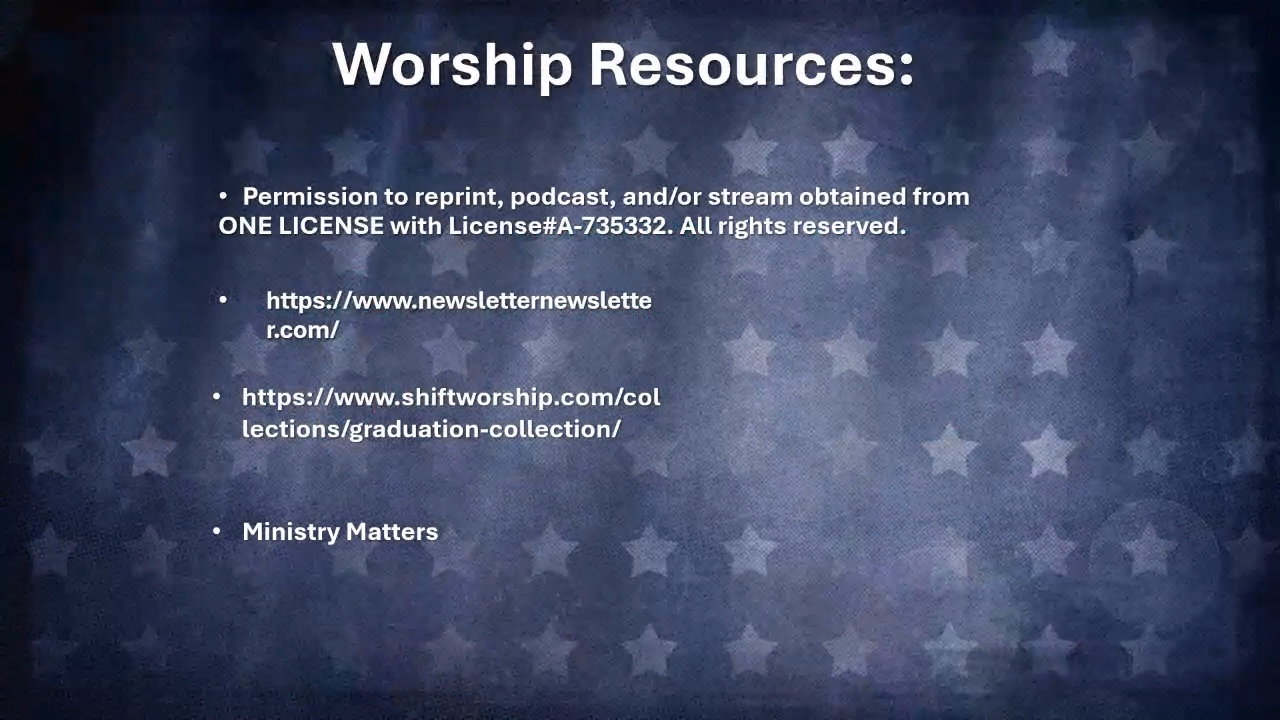 Worship Resources:
• Permission to reprint, podcast, and/or stream obtained from
ONE LICENSE with License#A-735332. All rights reserved.
• https://www.newsletternewslette
r.com/
• https://www.shiftworship.com/col
lections/graduation-collection/
• Ministry Matters